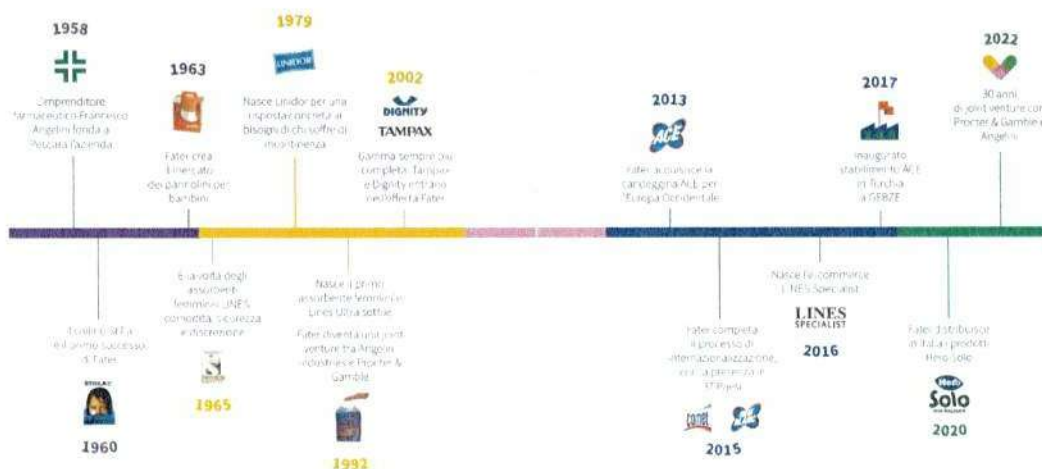 1958
L'imprenditore
farmaceutico Francesco
Angelini fonda a
Pescara l'azienda
1963
Fater crea
il mercato
dei pannolini per
bambini
1979
UNIDOR
Nasce Unidor per una
risposta concreta ai
bisogni di chi soffre di
incontinenza
2002
DIGNITY
TAMPAX
Gamma sempre più
completa: Tampax
e Dignity entrano
nell'offerta Fater
2013
ACE
Fater acquisisce la
candeggina ACE per
l'Europa Occidentale
2017
Inaugurato
stabilimento ACE
in Turchia
a GEBZE
2022
30 anni
di joint venture con
Procter & Gamble e
Angelini
è il primo successo
di Fater
1960
È la volta degli
assorbenti
femminili LINES
comodità, sicurezza
e discrezione
1965
Nasce il primo
assorbente femminile
Lines Ultra sottile
Fater diventa una joint
venture tra Angelini
Industries e Procter &
Gamble
1992
Fater completa
il processo di
internazionalizzazione,
con la presenza in
comet
ACE
2015
Nasce l'e-commerce
LINES Specialist
LINES
SPECIALIST
2016
Fater distribuisce
in Italia i prodotti
Hero Solo
Hero
Solo
2020